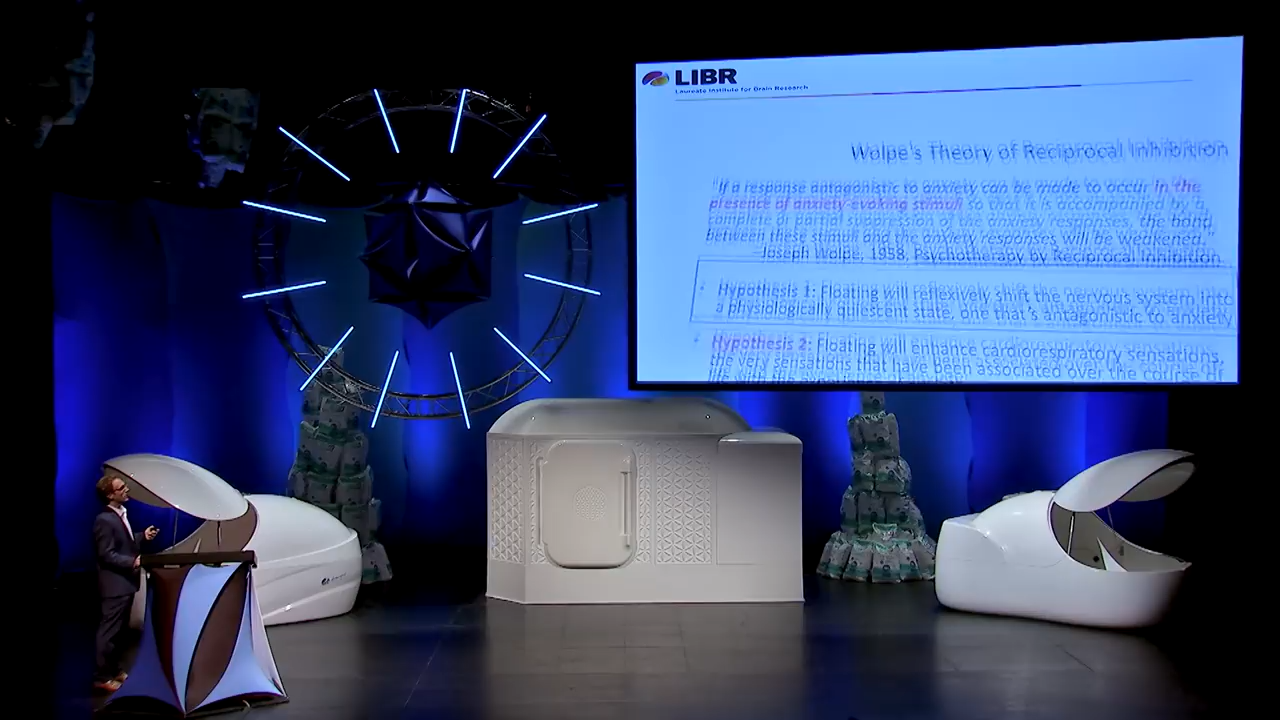 LIBR
Laureate Institute for Brain Research
Wolpe's Theory of Reciprocal Inhibition
"If a response antagonistic to anxiety can be made to occur in the
presence of anxiety-evoking stimuli so that it is accompanied by a
complete or partial suppression of the anxiety responses, the bond
between these stimuli and the anxiety responses will be weakened.
—Joseph Wolpe, 1958, Psychotherapy by Reciprocal Inhibition
Hypothesis 1: Floating will reflexively shift the nervous system into
a physiologically quiescent state, one that's antagonistic to anxiety
Hypothesis 2: Floating will enhance cardiorespiratory sensations,
the very sensations that have been associated over the course of
life with the